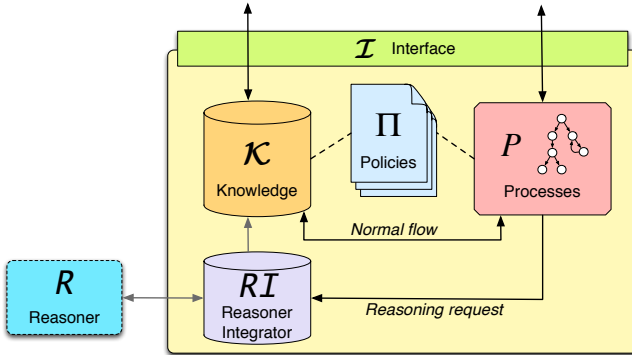 I Interface
K
Knowledge
Π
Policies
P
Processes
Normal flow
R
Reasoner
RI
Reasoner
Integrator
Reasoning request